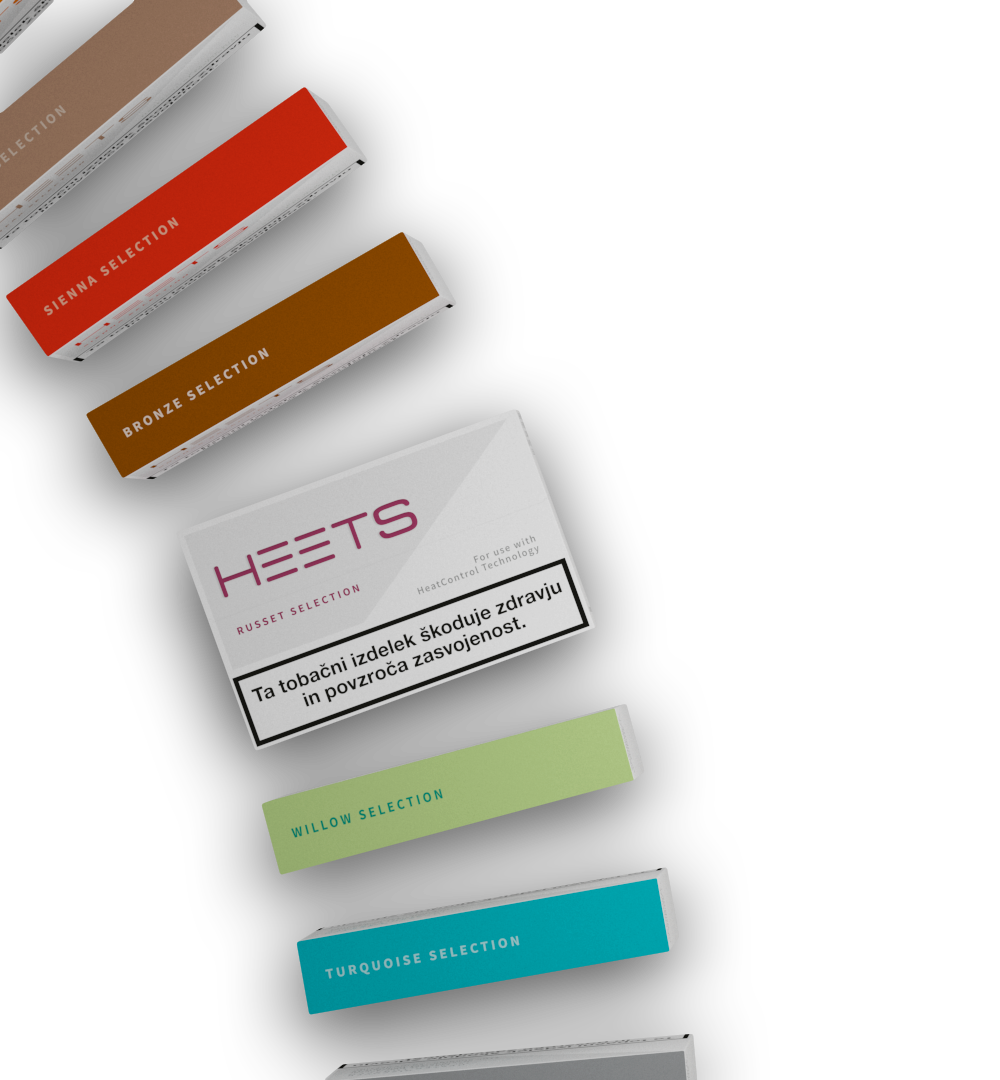 SELECTION
SIENNA SELECTION
BRONZE SELECTION
HEETS
RUSSET SELECTION
For use with
HeatControl Technology
Ta tobačni izdelek škoduje zdravju
in povzroča zasvojenost.
WILLOW SELECTION
TURQUOISE SELECTION